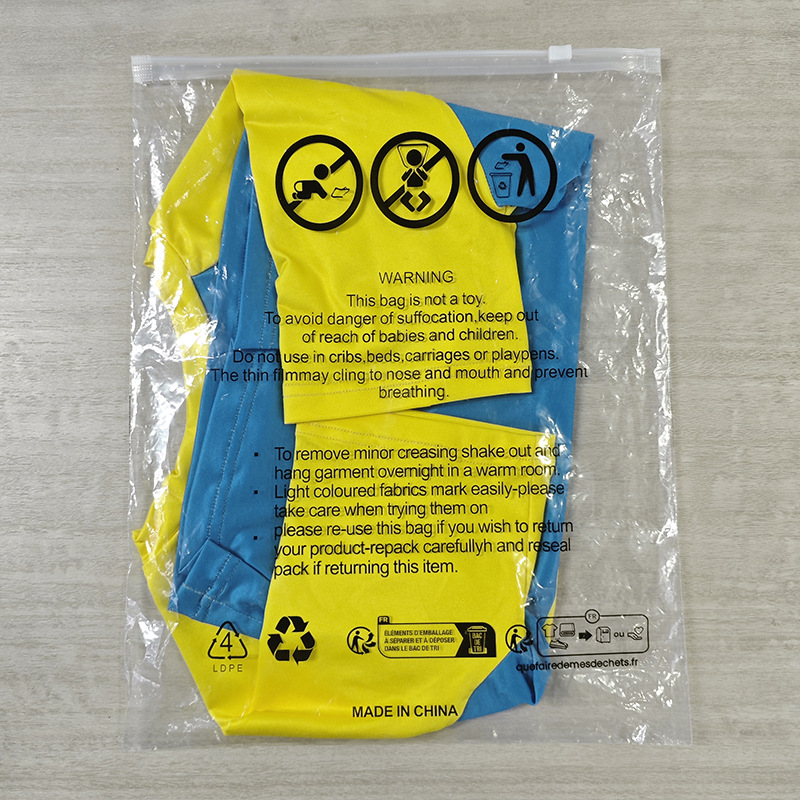 WARNING
This bag is not a toy.
To avoid danger of suffocation,keep out
of reach of babies and children.
Do not use in cribs,beds,carriages or playpens.
The thin filmmay cling to nose and mouth and prevent
breathing.
• To remove minor creasing shake out and
hang garment overnight in a warm room.
• Light coloured fabrics mark easily-please
take care when trying them on
• please re-use this bag if you wish to return
• your product-repack carefullyh and reseal
pack if returning this item.
4
LDPE
FR
ÉLÉMENTS D'EMBALLAGE
À SÉPARER ET À DÉPOSER
DANS LE BAC DE TRI
BAC
DE
TRI
FR
OU
quefairedemesdechets.fr
MADE IN CHINA